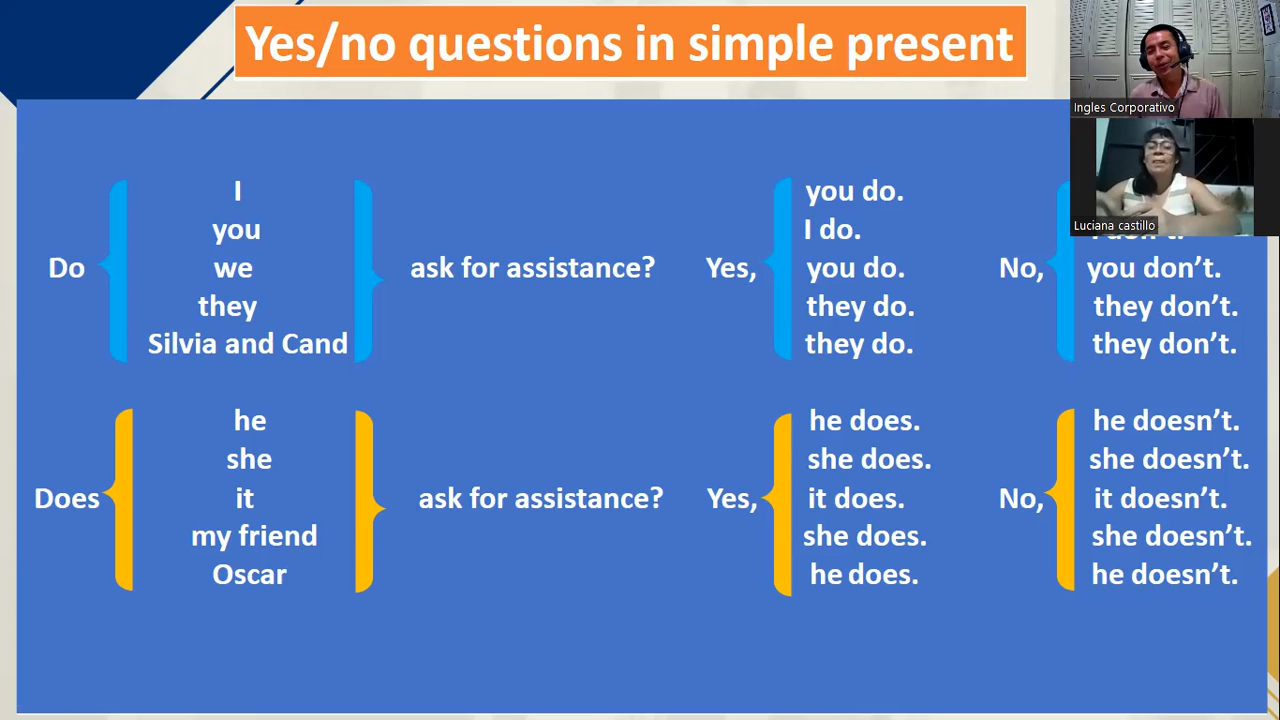 Yes/no questions in simple present
Ingles Corporativo
Luciana castillo
Do
I
you
we
they
Silvia and Cand
ask for assistance?
Yes,
you do.
I do.
you do.
they do.
they do.
No,
you don’t.
they don’t.
they don’t.
Does
he
she
it
my friend
Oscar
ask for assistance?
Yes,
he does.
she does.
it does.
she does.
he does.
No,
he doesn’t.
she doesn’t.
it doesn’t.
she doesn’t.
he doesn’t.